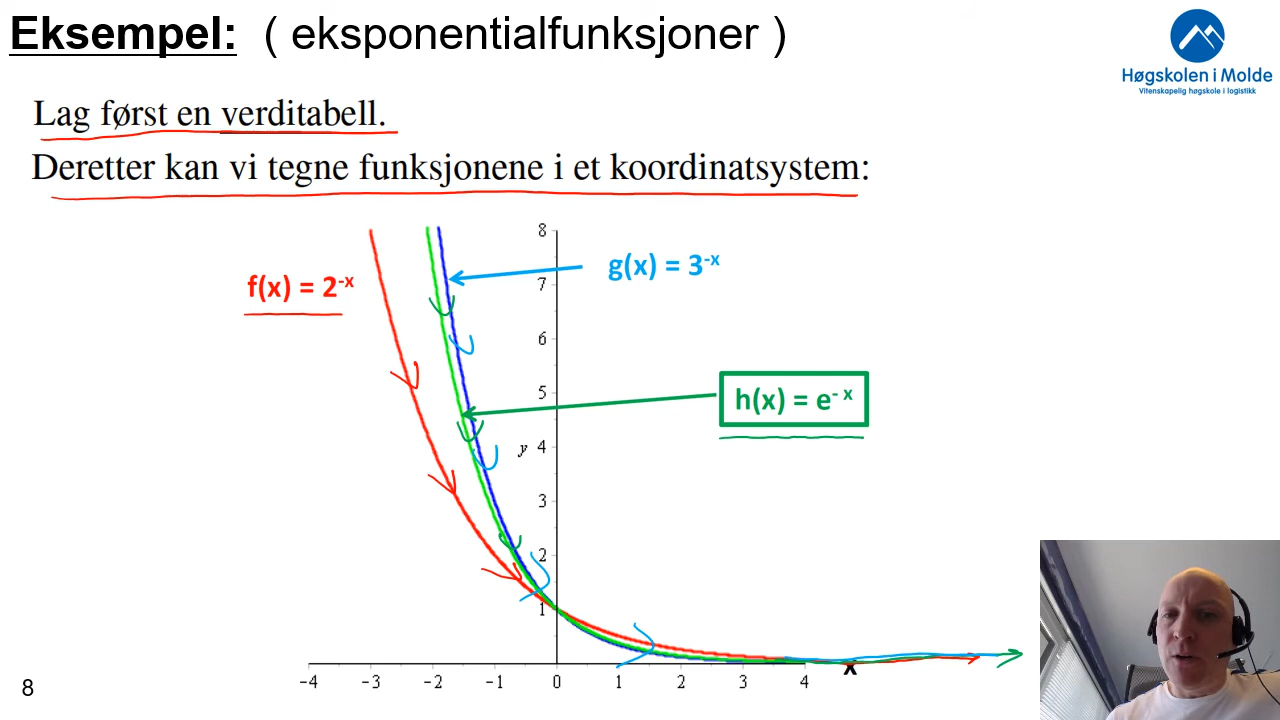 Eksempel: ( eksponentialfunksjoner )
Høgskolen i Molde
Vitenskapelig høgskole i logistikk
Lag først en verditabell.
Deretter kan vi tegne funksjonene i et koordinatsystem:
8
g(x) = 3⁻ˣ
f(x) = 2⁻ˣ
7
6
5
h(x) = e⁻ ˣ
y 4
3
2
1
x
-4 -3 -2 -1 0 1 2 3 4
8